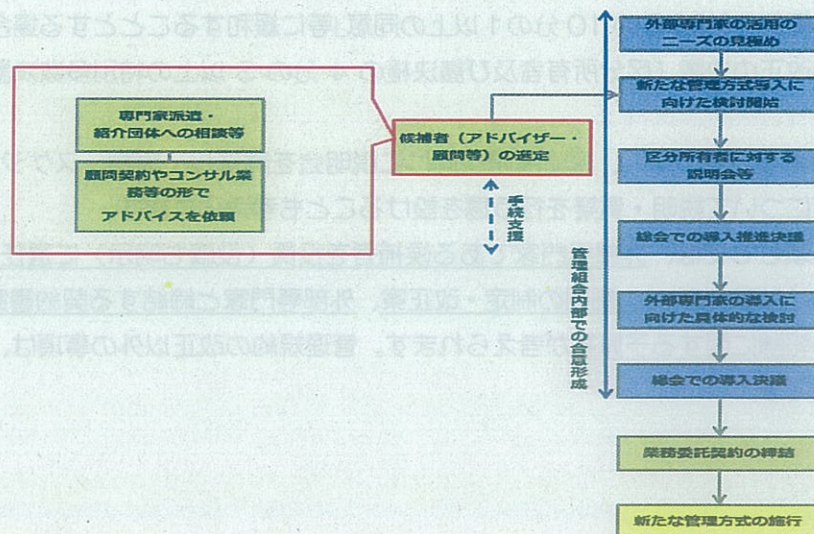 外部専門家の活用の
ニーズの見極め
新たな管理方式導入に
向けた検討開始
区分所有者に対する
説明会等
総会での導入推進決議
外部専門家の導入に
向けた具体的な検討
総会での導入決議
業務委託契約の締結
新たな管理方式の施行
管理組合内部での合意形成
候補者（アドバイザー・
顧問等）の選定
手続支援
専門家派遣・
紹介団体への相談等
顧問契約やコンサル業
務等の形で
アドバイスを依頼